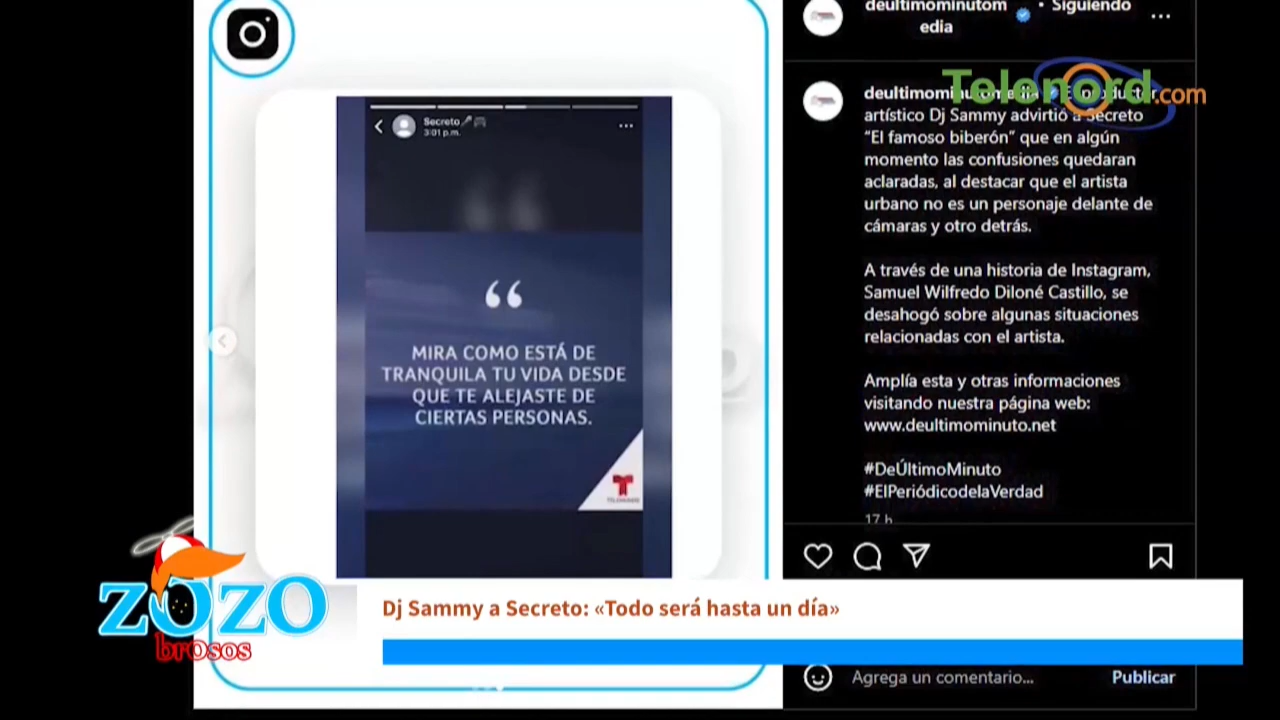 deultimominutom
edia • Siguiendo
Telenord.com
Secreto
3:01 p.m.
“
MIRA COMO ESTÁ DE
TRANQUILA TU VIDA DESDE
QUE TE ALEJASTE DE
CIERTAS PERSONAS.
TELEMUNDO
deultimominutomedia El productor
artístico Dj Sammy advirtió a Secreto
“El famoso biberón” que en algún
momento las confusiones quedaran
aclaradas, al destacar que el artista
urbano no es un personaje delante de
cámaras y otro detrás.
A través de una historia de Instagram,
Samuel Wilfredo Diloné Castillo, se
desahogó sobre algunas situaciones
relacionadas con el artista.
Amplía esta y otras informaciones
visitando nuestra página web:
www.deultimominuto.net
#DeÚltimoMinuto
#ElPeriódicodelaVerdad
17 h
ZOZO
brOsos
Dj Sammy a Secreto: «Todo será hasta un día»
Agrega un comentario... Publicar